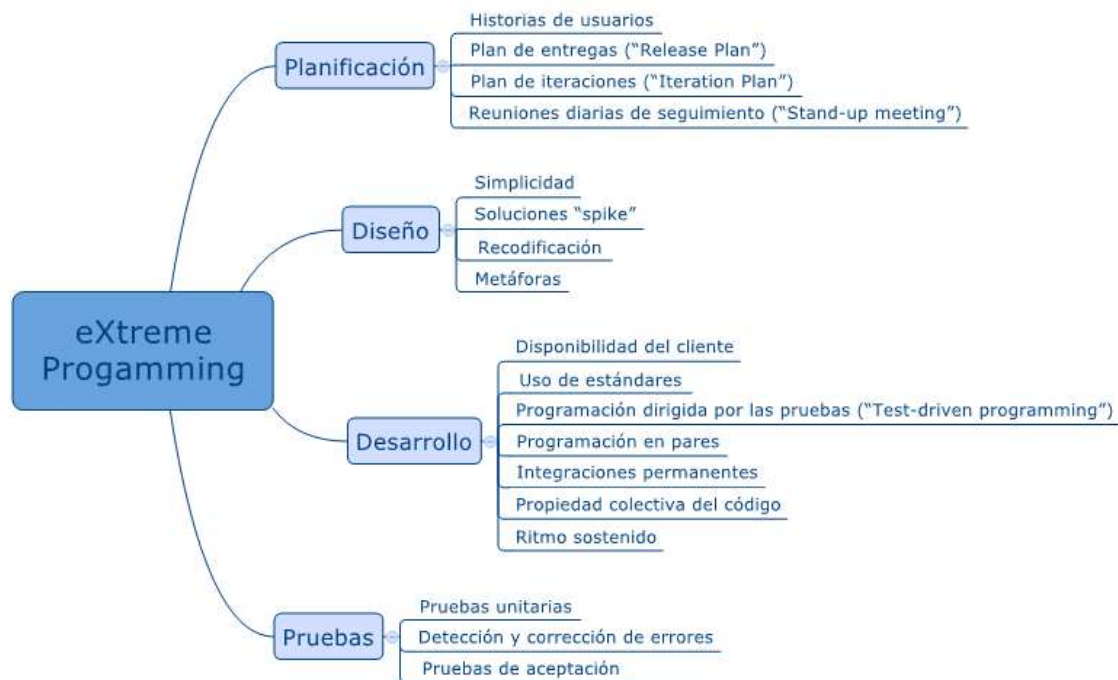 Historias de usuarios
Planificación
Plan de entregas (“Release Plan”)
Plan de iteraciones (“Iteration Plan”)
Reuniones diarias de seguimiento (“Stand-up meeting”)
Simplicidad
Diseño
Soluciones “spike”
Recodificación
Metáforas
eXtreme
Progamming
Disponibilidad del cliente
Uso de estándares
Programación dirigida por las pruebas (“Test-driven programming”)
Desarrollo
Programación en pares
Integraciones permanentes
Propiedad colectiva del código
Ritmo sostenido
Pruebas unitarias
Pruebas
Detección y corrección de errores
Pruebas de aceptación